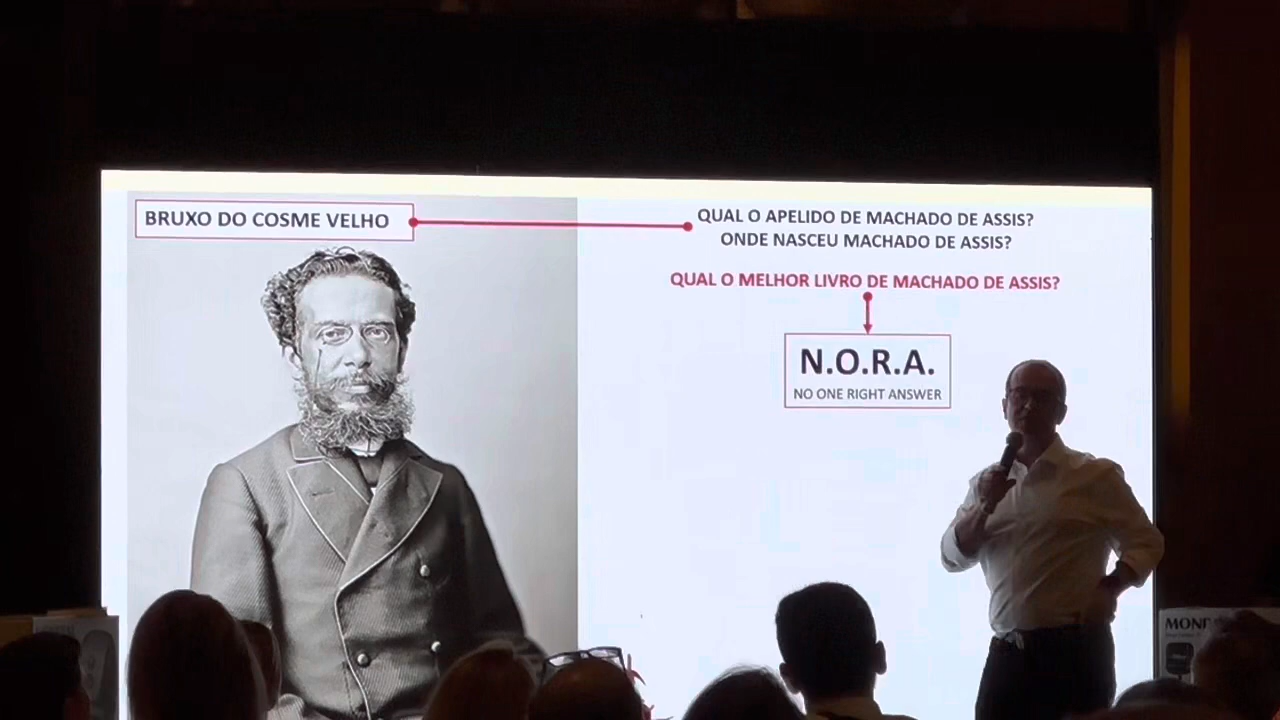 BRUXO DO COSME VELHO
QUAL O APELIDO DE MACHADO DE ASSIS?
ONDE NASCEU MACHADO DE ASSIS?
QUAL O MELHOR LIVRO DE MACHADO DE ASSIS?
N.O.R.A.
NO ONE RIGHT ANSWER